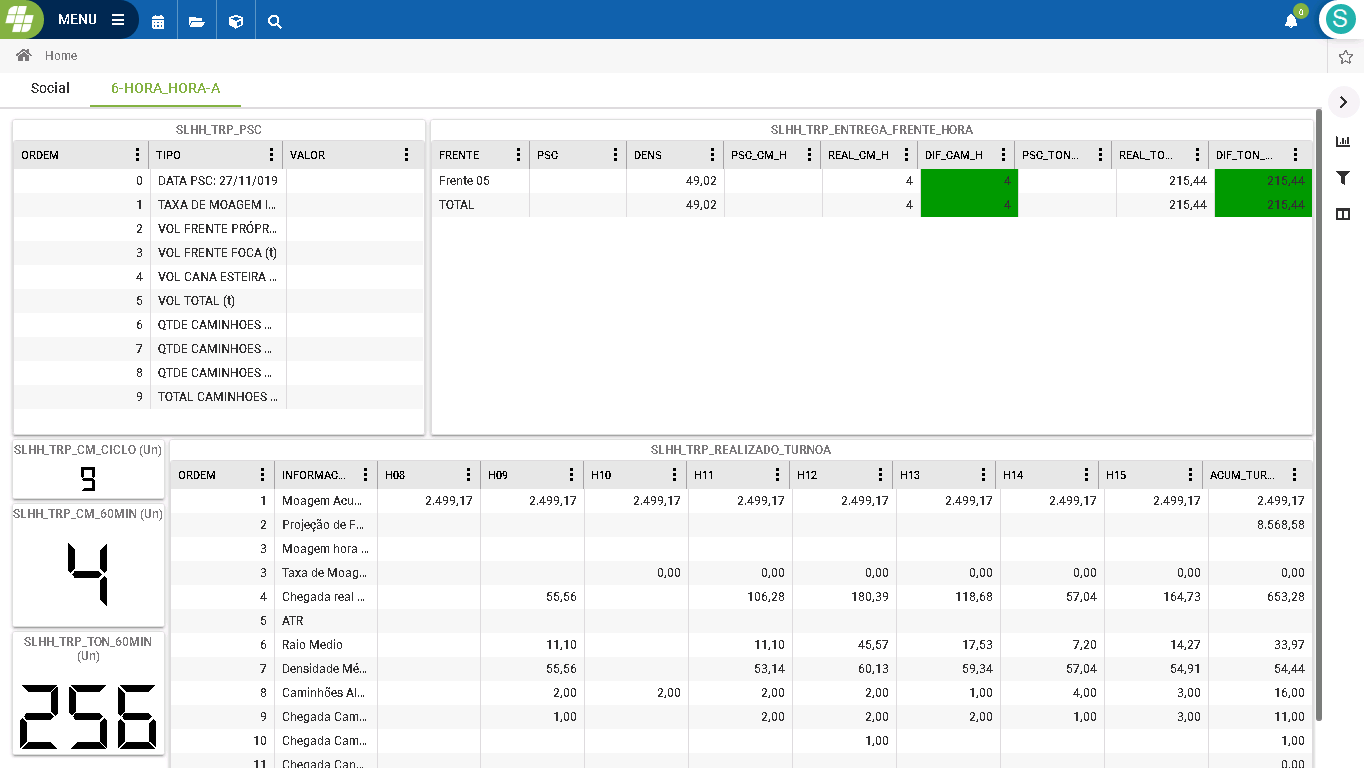 MENU
0
S
Home
Social 6-HORA_HORA-A
SLHH_TRP_PSC
ORDEM TIPO VALOR
0 DATA PSC: 27/11/019
1 TAXA DE MOAGEM I...
2 VOL FRENTE PRÓPR...
3 VOL FRENTE FOCA (t)
4 VOL CANA ESTEIRA ...
5 VOL TOTAL (t)
6 QTDE CAMINHOES ...
7 QTDE CAMINHOES ...
8 QTDE CAMINHOES ...
9 TOTAL CAMINHOES ...
SLHH_TRP_ENTREGA_FRENTE_HORA
FRENTE PSC DENS PSC_CM_H REAL_CM_H DIF_CAM_H PSC_TON... REAL_TO... DIF_TON_...
Frente 05 49,02 4 4 215,44 215,44
TOTAL 49,02 4 4 215,44 215,44
SLHH_TRP_CM_CICLO (Un)
9
SLHH_TRP_CM_60MIN (Un)
4
SLHH_TRP_TON_60MIN
(Un)
256
SLHH_TRP_REALIZADO_TURNOA
ORDEM INFORMAC... H08 H09 H10 H11 H12 H13 H14 H15 ACUM_TUR...
1 Moagem Acu... 2.499,17 2.499,17 2.499,17 2.499,17 2.499,17 2.499,17 2.499,17 2.499,17 2.499,17
2 Projeção de F... 8.568,58
3 Moagem hora ...
3 Taxa de Moag... 0,00 0,00 0,00 0,00 0,00 0,00 0,00
4 Chegada real ... 55,56 106,28 180,39 118,68 57,04 164,73 653,28
5 ATR
6 Raio Medio 11,10 11,10 45,57 17,53 7,20 14,27 33,97
7 Densidade Mé... 55,56 53,14 60,13 59,34 57,04 54,91 54,44
8 Caminhões Al... 2,00 2,00 2,00 2,00 1,00 4,00 3,00 16,00
9 Chegada Cam... 1,00 2,00 2,00 2,00 1,00 3,00 11,00
10 Chegada Cam... 1,00 1,00
11 Chegada Can... 0,00